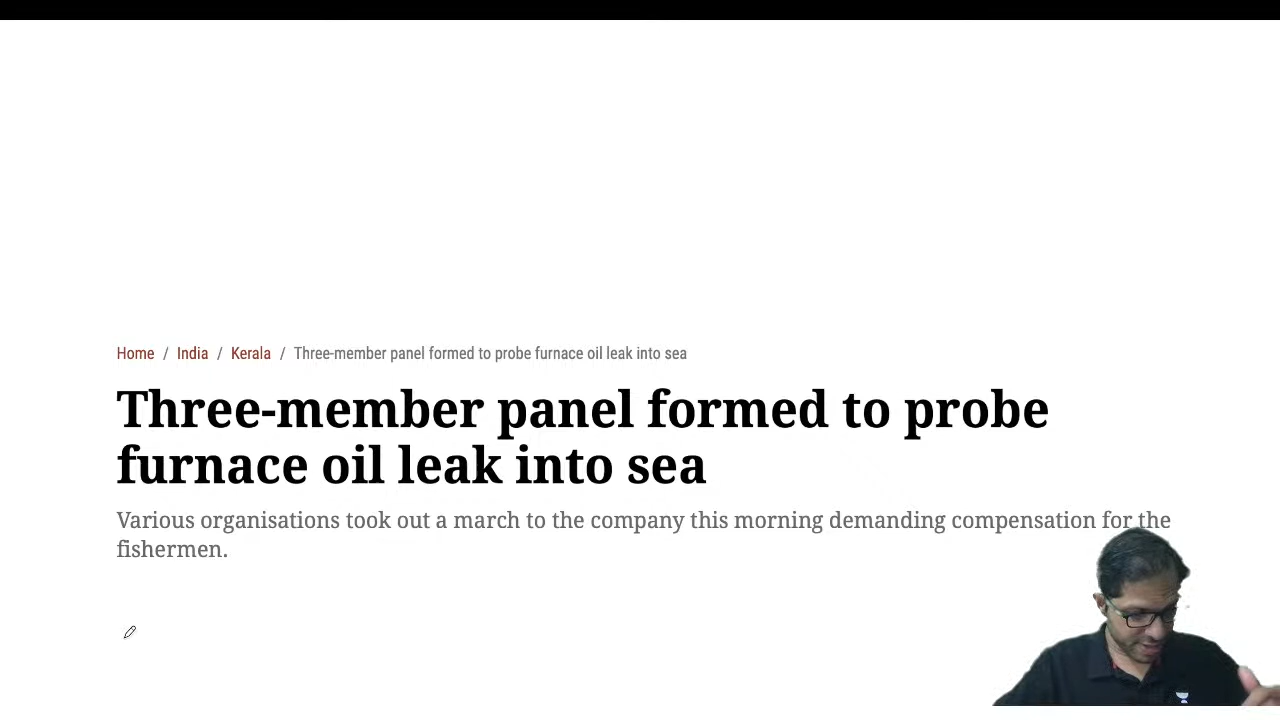 Home / India / Kerala / Three-member panel formed to probe furnace oil leak into sea
Three-member panel formed to probe
furnace oil leak into sea
Various organisations took out a march to the company this morning demanding compensation for the
fishermen.